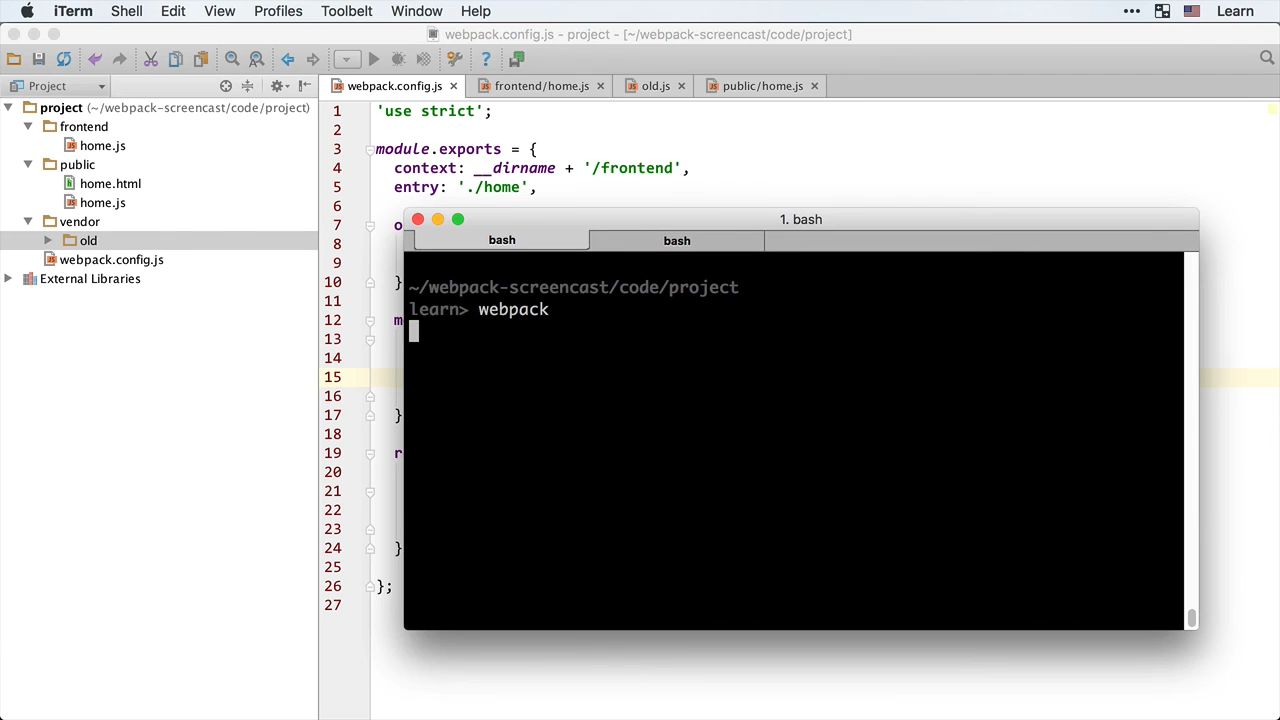 iTerm Shell Edit View Profiles Toolbelt Window Help Learn
webpack.config.js - project - [~/webpack-screencast/code/project]
Project
webpack.config.js frontend/home.js old.js public/home.js
project (~/webpack-screencast/code/project)
frontend
home.js
public
home.html
home.js
vendor
old
webpack.config.js
External Libraries
1 'use strict';
2
3 module.exports = {
4 context: __dirname + '/frontend',
5 entry: './home',
6
7 o
8
9
10 }
11
12 m
13
14
15
16
17 }
18
19 r
20
21
22
23
24 }
25
26 };
27
1. bash
bash bash
~/webpack-screencast/code/project
learn> webpack